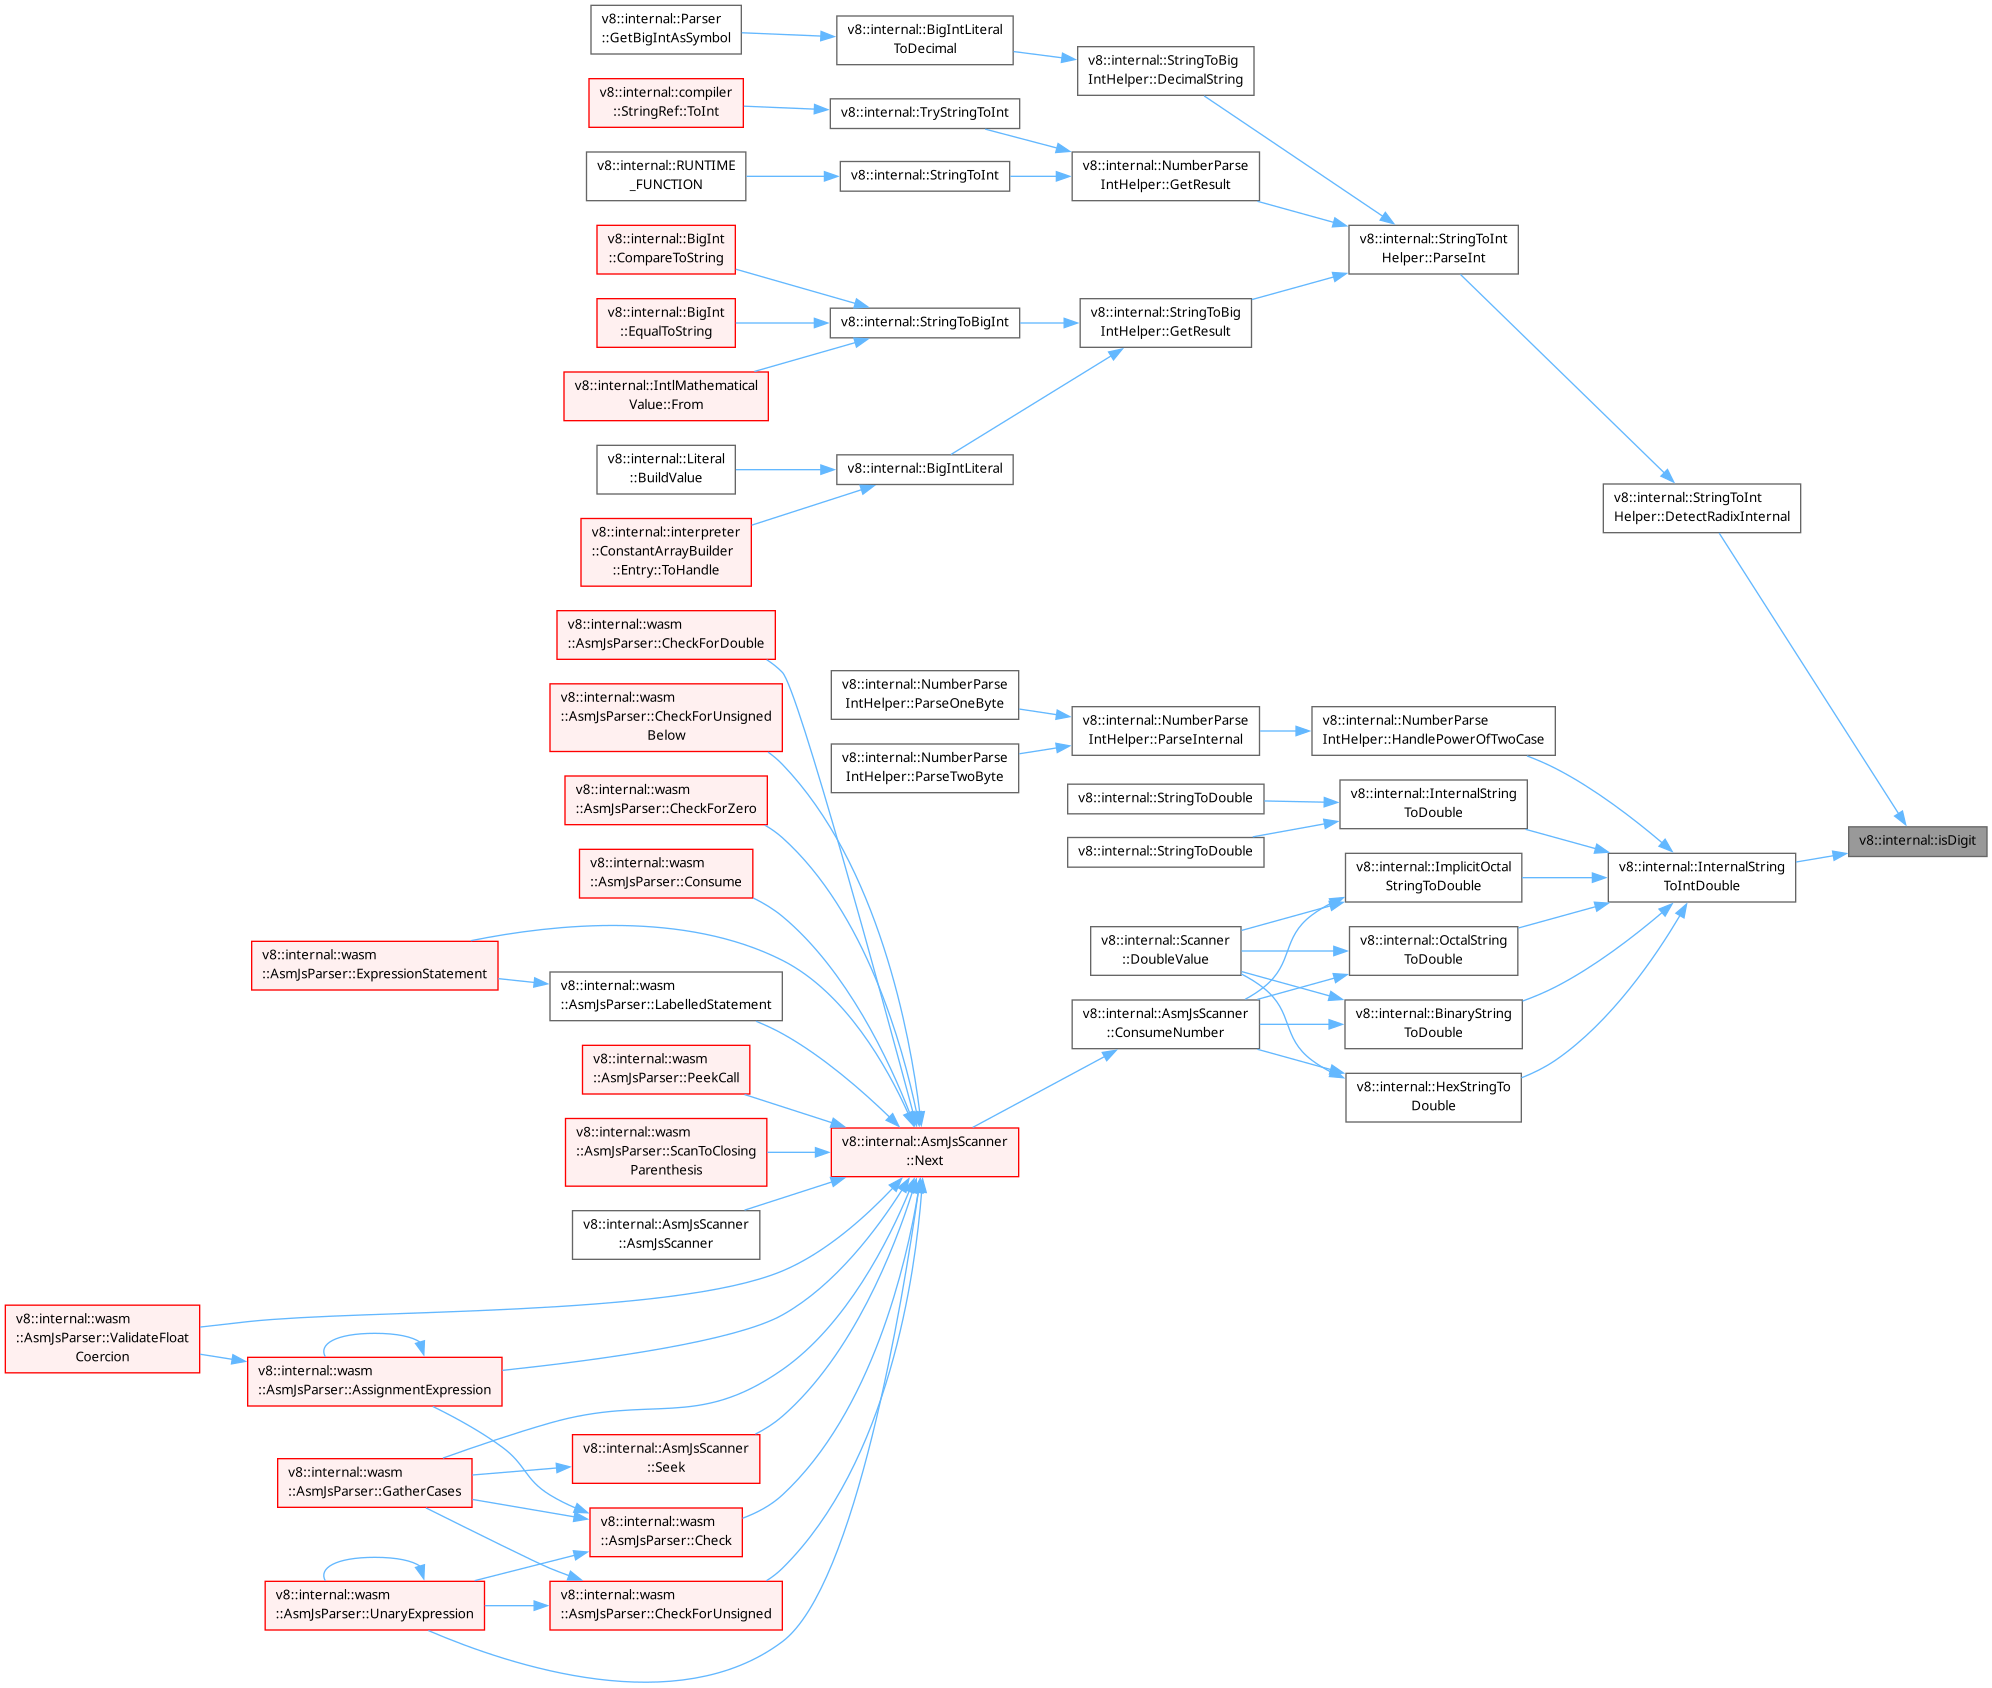 v8::internal::Parser
::GetBigIntAsSymbol
v8::internal::BigIntLiteral
ToDecimal
v8::internal::StringToBig
IntHelper::DecimalString
v8::internal::compiler
::StringRef::ToInt
v8::internal::TryStringToInt
v8::internal::RUNTIME
_FUNCTION
v8::internal::StringToInt
v8::internal::NumberParse
IntHelper::GetResult
v8::internal::BigInt
::CompareToString
v8::internal::StringToInt
Helper::ParseInt
v8::internal::BigInt
::EqualToString
v8::internal::StringToBigInt
v8::internal::StringToBig
IntHelper::GetResult
v8::internal::IntlMathematical
Value::From
v8::internal::Literal
::BuildValue
v8::internal::BigIntLiteral
v8::internal::StringToInt
Helper::DetectRadixInternal
v8::internal::interpreter
::ConstantArrayBuilder
::Entry::ToHandle
v8::internal::wasm
::AsmJsParser::CheckForDouble
v8::internal::NumberParse
IntHelper::ParseOneByte
v8::internal::wasm
::AsmJsParser::CheckForUnsigned
Below
v8::internal::NumberParse
IntHelper::ParseInternal
v8::internal::NumberParse
IntHelper::HandlePowerOfTwoCase
v8::internal::NumberParse
IntHelper::ParseTwoByte
v8::internal::wasm
::AsmJsParser::CheckForZero
v8::internal::StringToDouble
v8::internal::InternalString
ToDouble
v8::internal::StringToDouble
v8::internal::isDigit
v8::internal::wasm
::AsmJsParser::Consume
v8::internal::ImplicitOctal
StringToDouble
v8::internal::InternalString
ToIntDouble
v8::internal::wasm
::AsmJsParser::ExpressionStatement
v8::internal::Scanner
::DoubleValue
v8::internal::OctalString
ToDouble
v8::internal::wasm
::AsmJsParser::LabelledStatement
v8::internal::AsmJsScanner
::ConsumeNumber
v8::internal::BinaryString
ToDouble
v8::internal::wasm
::AsmJsParser::PeekCall
v8::internal::HexStringTo
Double
v8::internal::wasm
::AsmJsParser::ScanToClosing
Parenthesis
v8::internal::AsmJsScanner
::Next
v8::internal::AsmJsScanner
::AsmJsScanner
v8::internal::wasm
::AsmJsParser::ValidateFloat
Coercion
v8::internal::wasm
::AsmJsParser::AssignmentExpression
v8::internal::AsmJsScanner
::Seek
v8::internal::wasm
::AsmJsParser::GatherCases
v8::internal::wasm
::AsmJsParser::Check
v8::internal::wasm
::AsmJsParser::UnaryExpression
v8::internal::wasm
::AsmJsParser::CheckForUnsigned